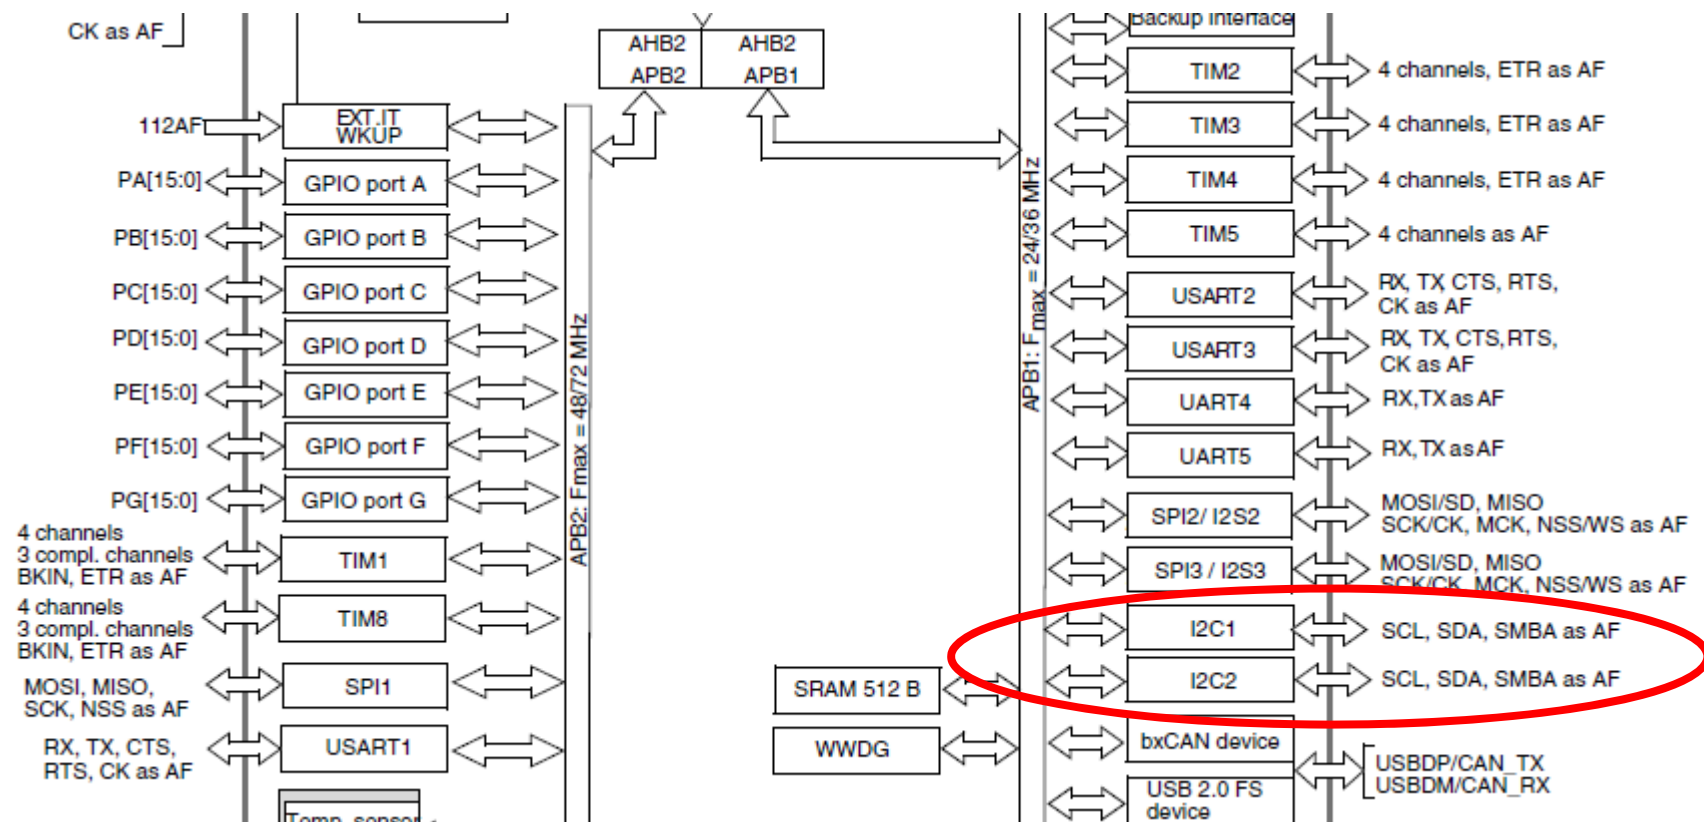 CK as AF
Backup interface
AHB2
AHB2
APB2
APB1
112AF
EXT.IT
WKUP
PA[15:0]
GPIO port A
PB[15:0]
GPIO port B
PC[15:0]
GPIO port C
PD[15:0]
GPIO port D
PE[15:0]
GPIO port E
PF[15:0]
GPIO port F
PG[15:0]
GPIO port G
4 channels
3 compl. channels
BKIN, ETR as AF
TIM1
4 channels
3 compl. channels
BKIN, ETR as AF
TIM8
MOSI, MISO,
SCK, NSS as AF
SPI1
RX, TX, CTS,
RTS, CK as AF
USART1
Temp. sensor
APB2: Fmax = 48/72 MHz
SRAM 512 B
WWDG
APB1: Fmax = 24/36 MHz
TIM2
4 channels, ETR as AF
TIM3
4 channels, ETR as AF
TIM4
4 channels, ETR as AF
TIM5
4 channels as AF
USART2
RX, TX, CTS, RTS,
CK as AF
USART3
RX, TX, CTS, RTS,
CK as AF
UART4
RX,TX as AF
UART5
RX,TX as AF
SPI2/ I2S2
MOSI/SD, MISO
SCK/CK, MCK, NSS/WS as AF
SPI3 / I2S3
MOSI/SD, MISO
SCK/CK, MCK, NSS/WS as AF
I2C1
SCL, SDA, SMBA as AF
I2C2
SCL, SDA, SMBA as AF
bxCAN device
USBDP/CAN_TX
USBDM/CAN_RX
USB 2.0 FS
device